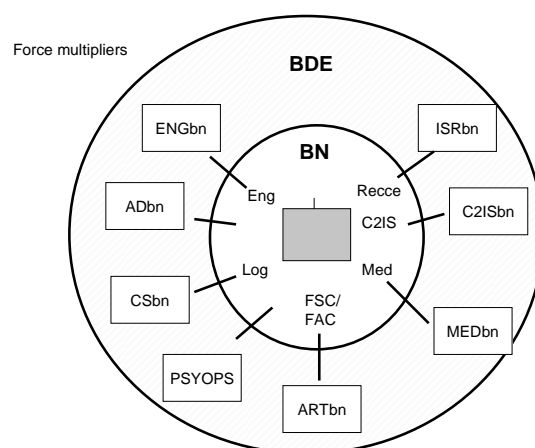 Force multipliers
BDE
ENGbn
ISRbn
BN
Eng
Recce
ADbn
C2IS
C2ISbn
Log
Med
CSbn
FSC/
FAC
MEDbn
PSYOPS
ARTbn